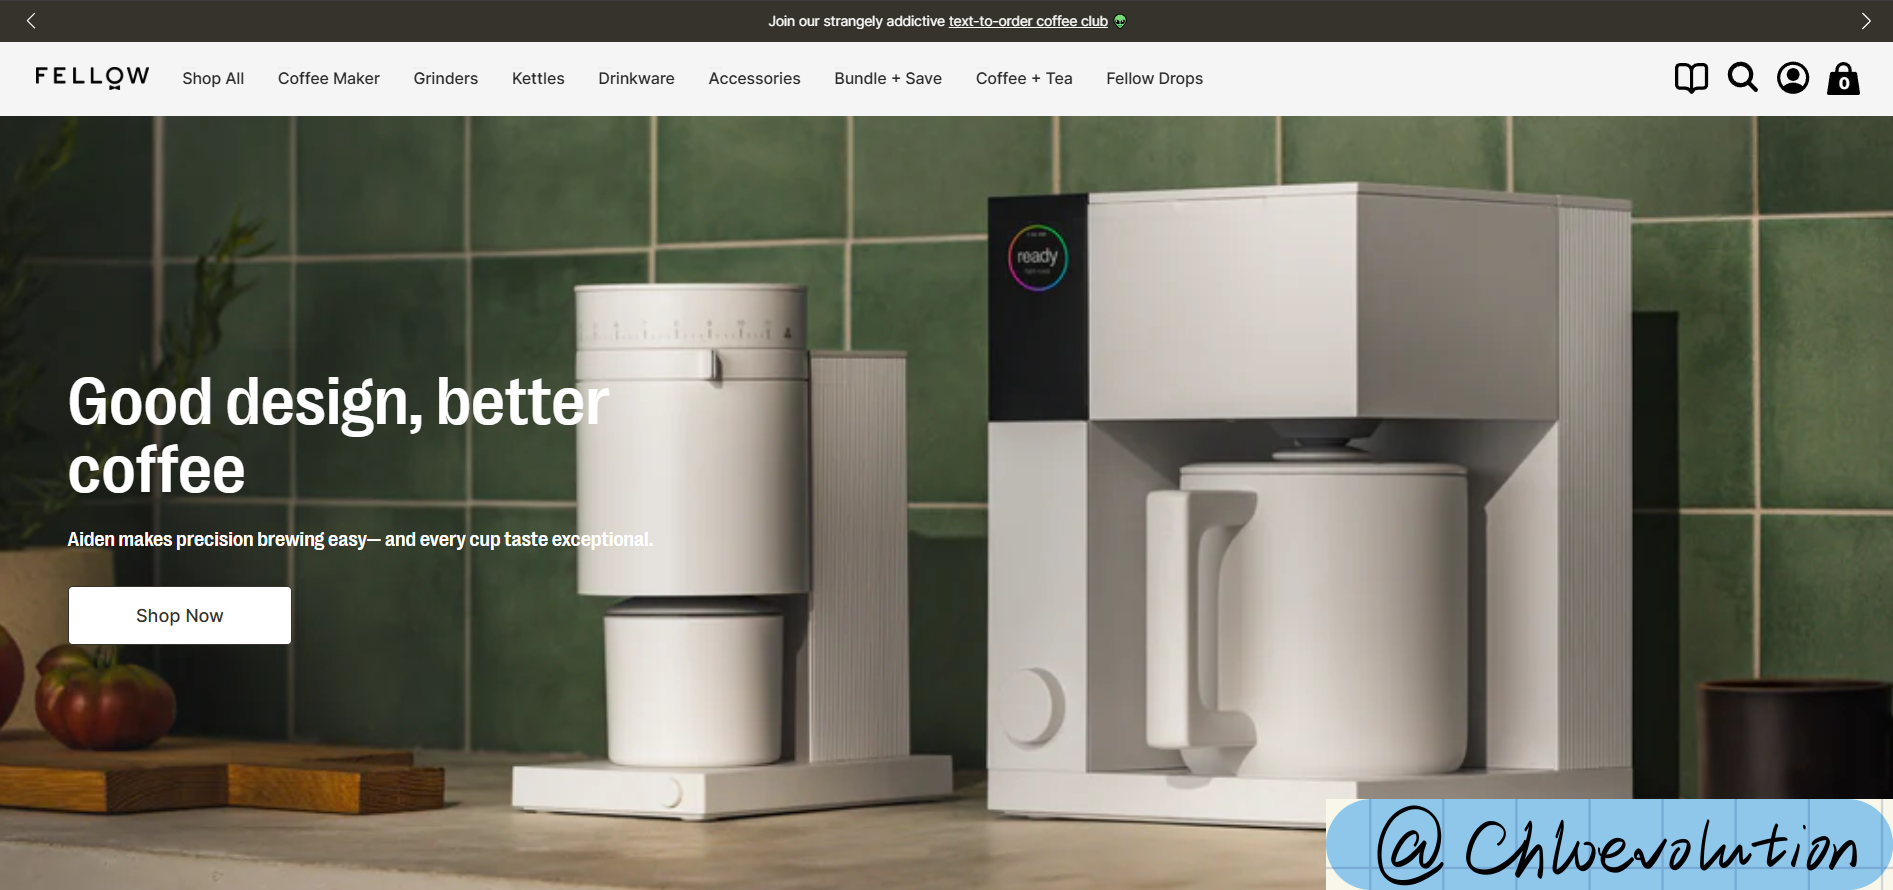 Join our strangely addictive text-to-order coffee club 👽
FELLOW
Shop All
Coffee Maker
Grinders
Kettles
Drinkware
Accessories
Bundle + Save
Coffee + Tea
Fellow Drops
0
ready
Good design, better
coffee
Aiden makes precision brewing easy— and every cup taste exceptional.
Shop Now
@Chloevolution